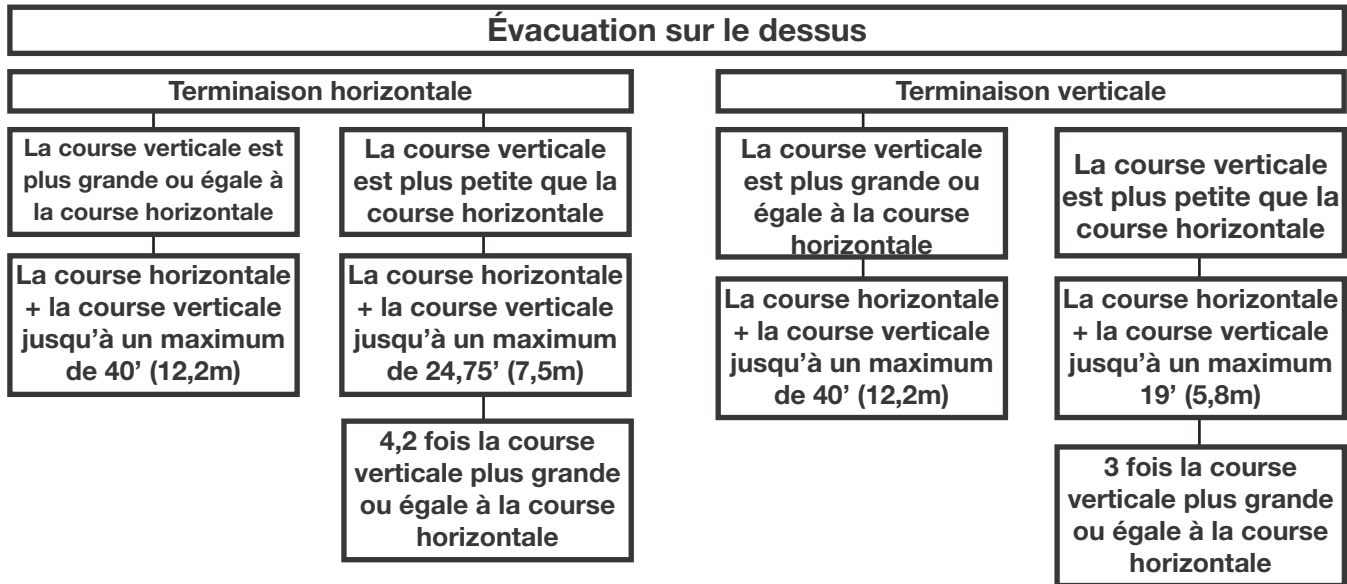 Évacuation sur le dessus
Terminaison horizontale
La course verticale est
plus grande ou égale à
la course horizontale
La course horizontale
+ la course verticale
jusqu'à un maximum
de 40' (12,2m)
La course verticale
est plus petite que la
course horizontale
La course horizontale
+ la course verticale
jusqu'à un maximum
de 24,75' (7,5m)
4,2 fois la course
verticale plus grande
ou égale à la course
horizontale
Terminaison verticale
La course verticale
est plus grande ou
égale à la course
horizontale
La course horizontale
+ la course verticale
jusqu'à un maximum
de 40' (12,2m)
La course verticale
est plus petite que la
course horizontale
La course horizontale
+ la course verticale
jusqu'à un maximum
19' (5,8m)
3 fois la course
verticale plus grande
ou égale à la course
horizontale